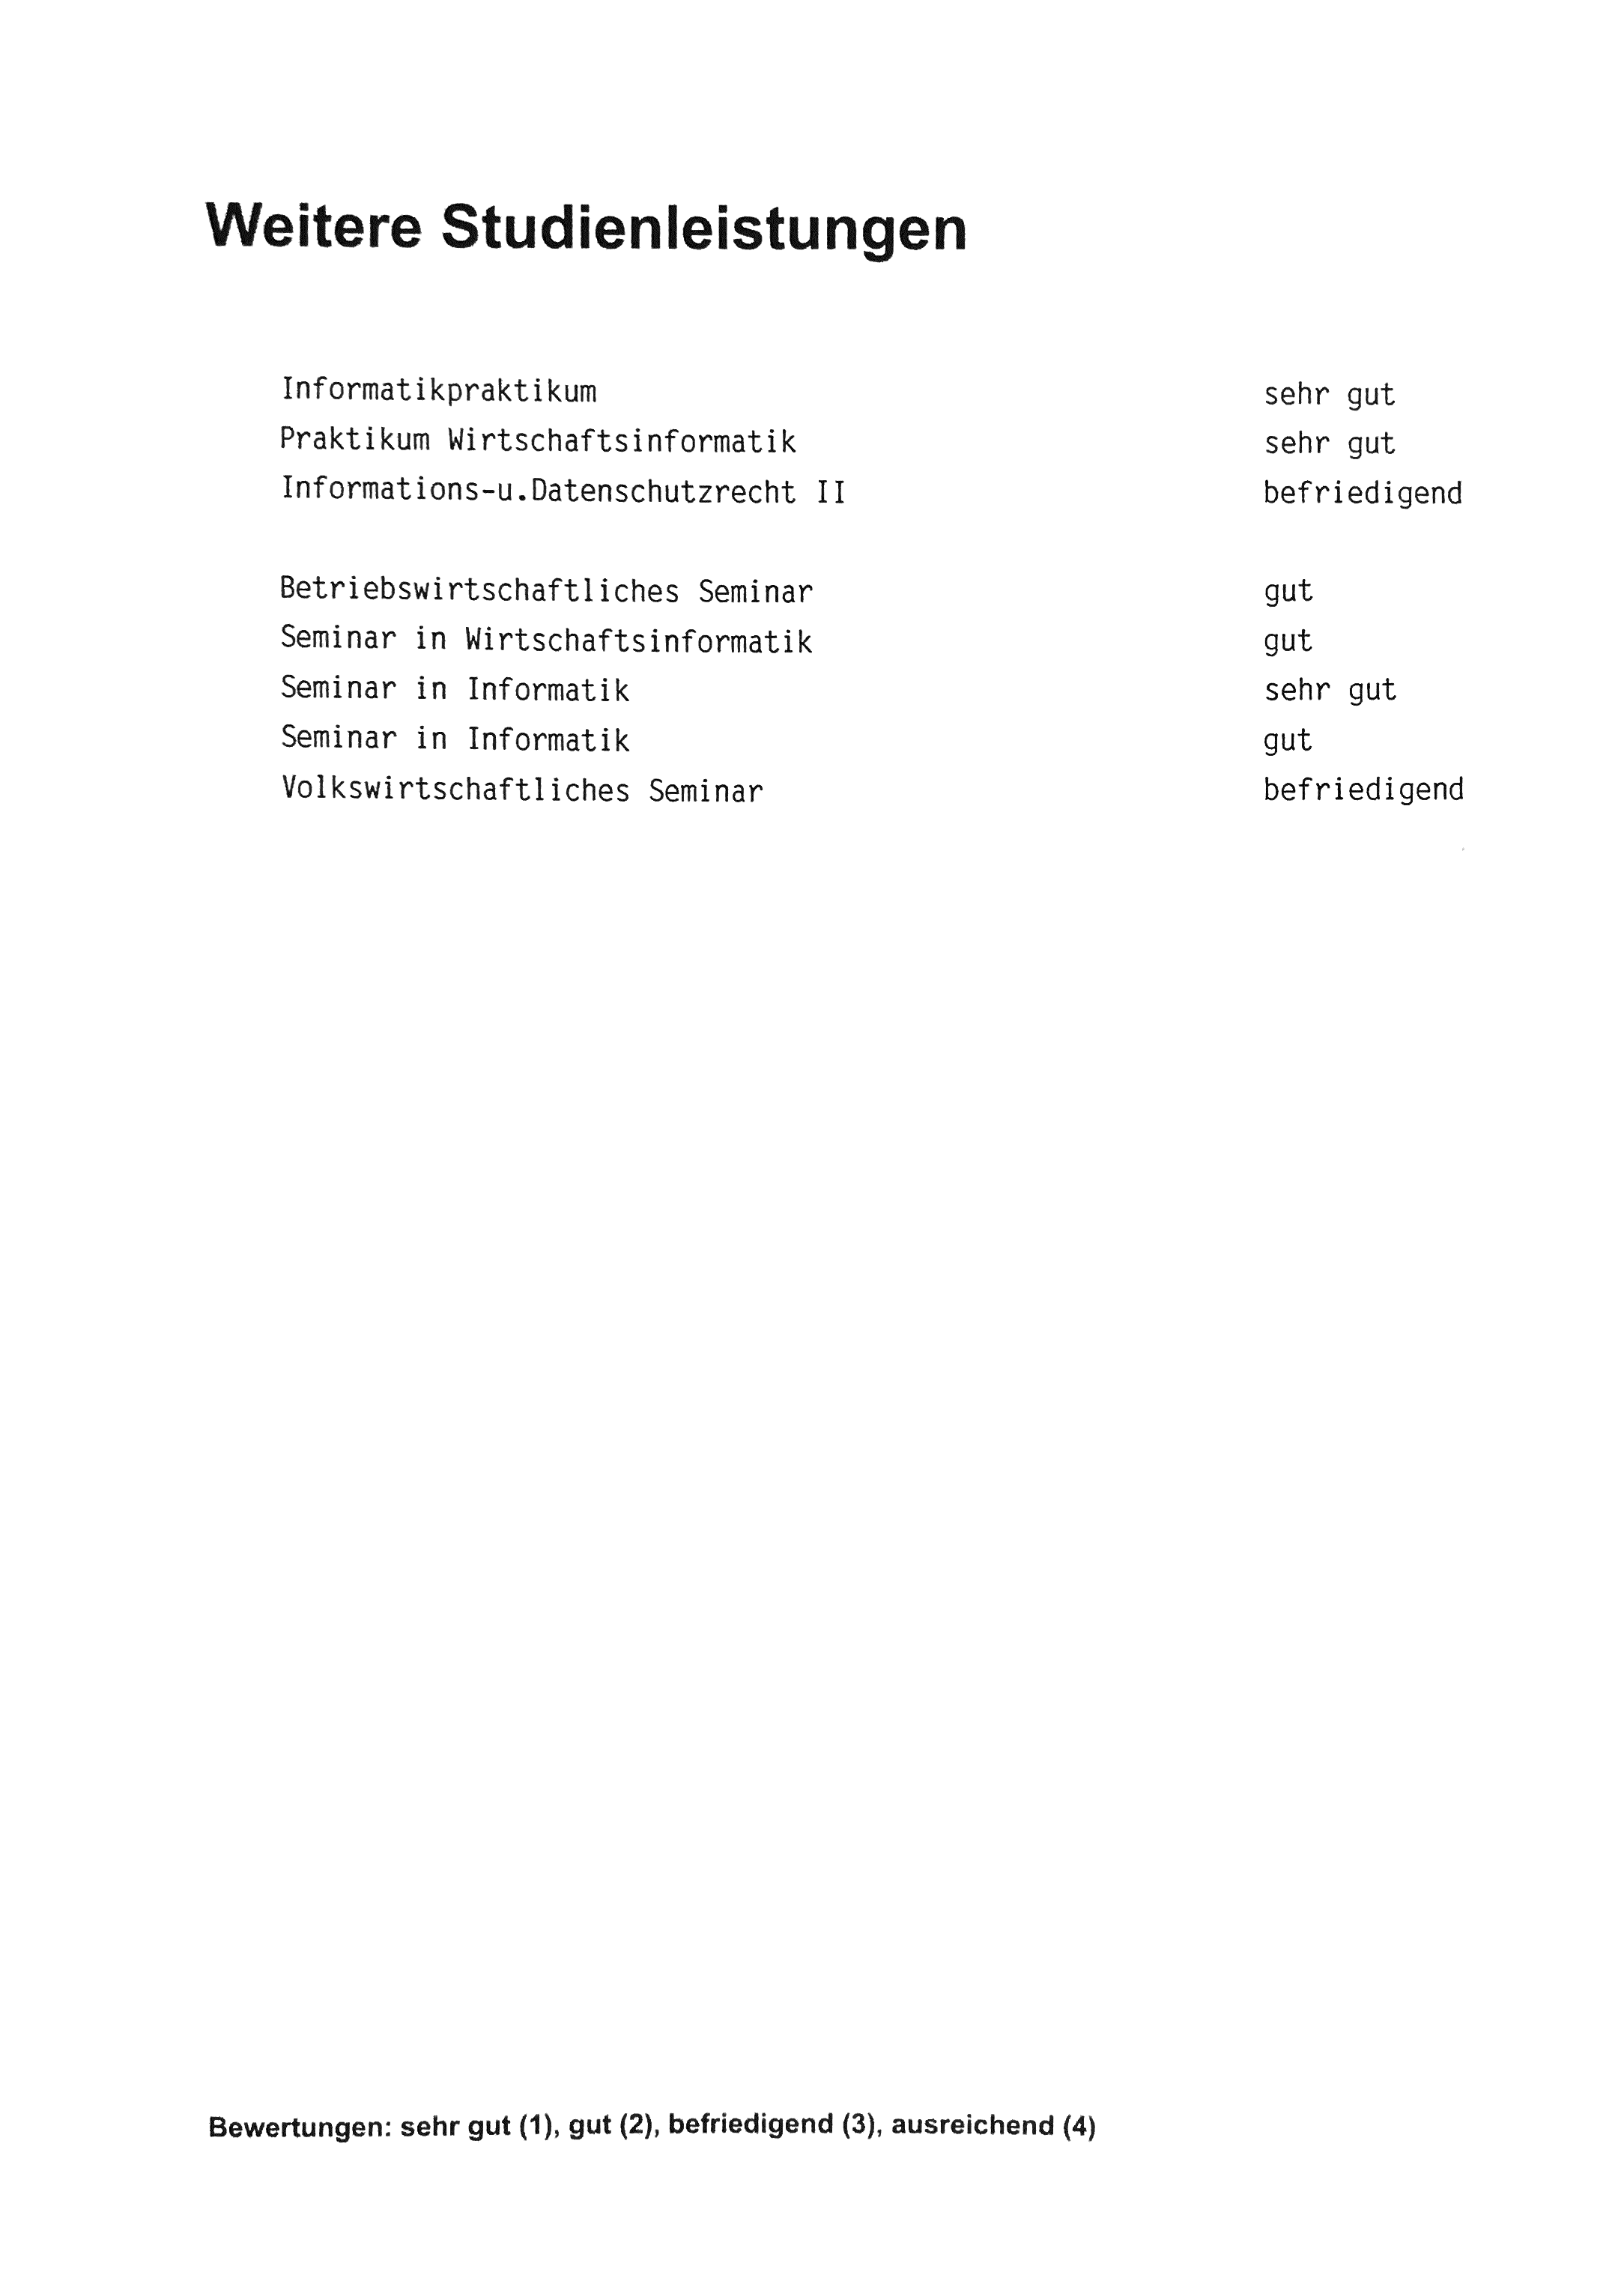 Weitere Studienleistungen
Informatikpraktikum sehr gut
Praktikum Wirtschaftsinformatik sehr gut
Informations-u.Datenschutzrecht II befriedigend
Betriebswirtschaftliches Seminar gut
Seminar in Wirtschaftsinformatik gut
Seminar in Informatik sehr gut
Seminar in Informatik gut
Volkswirtschaftliches Seminar befriedigend
Bewertungen: sehr gut (1), gut (2), befriedigend (3), ausreichend (4)